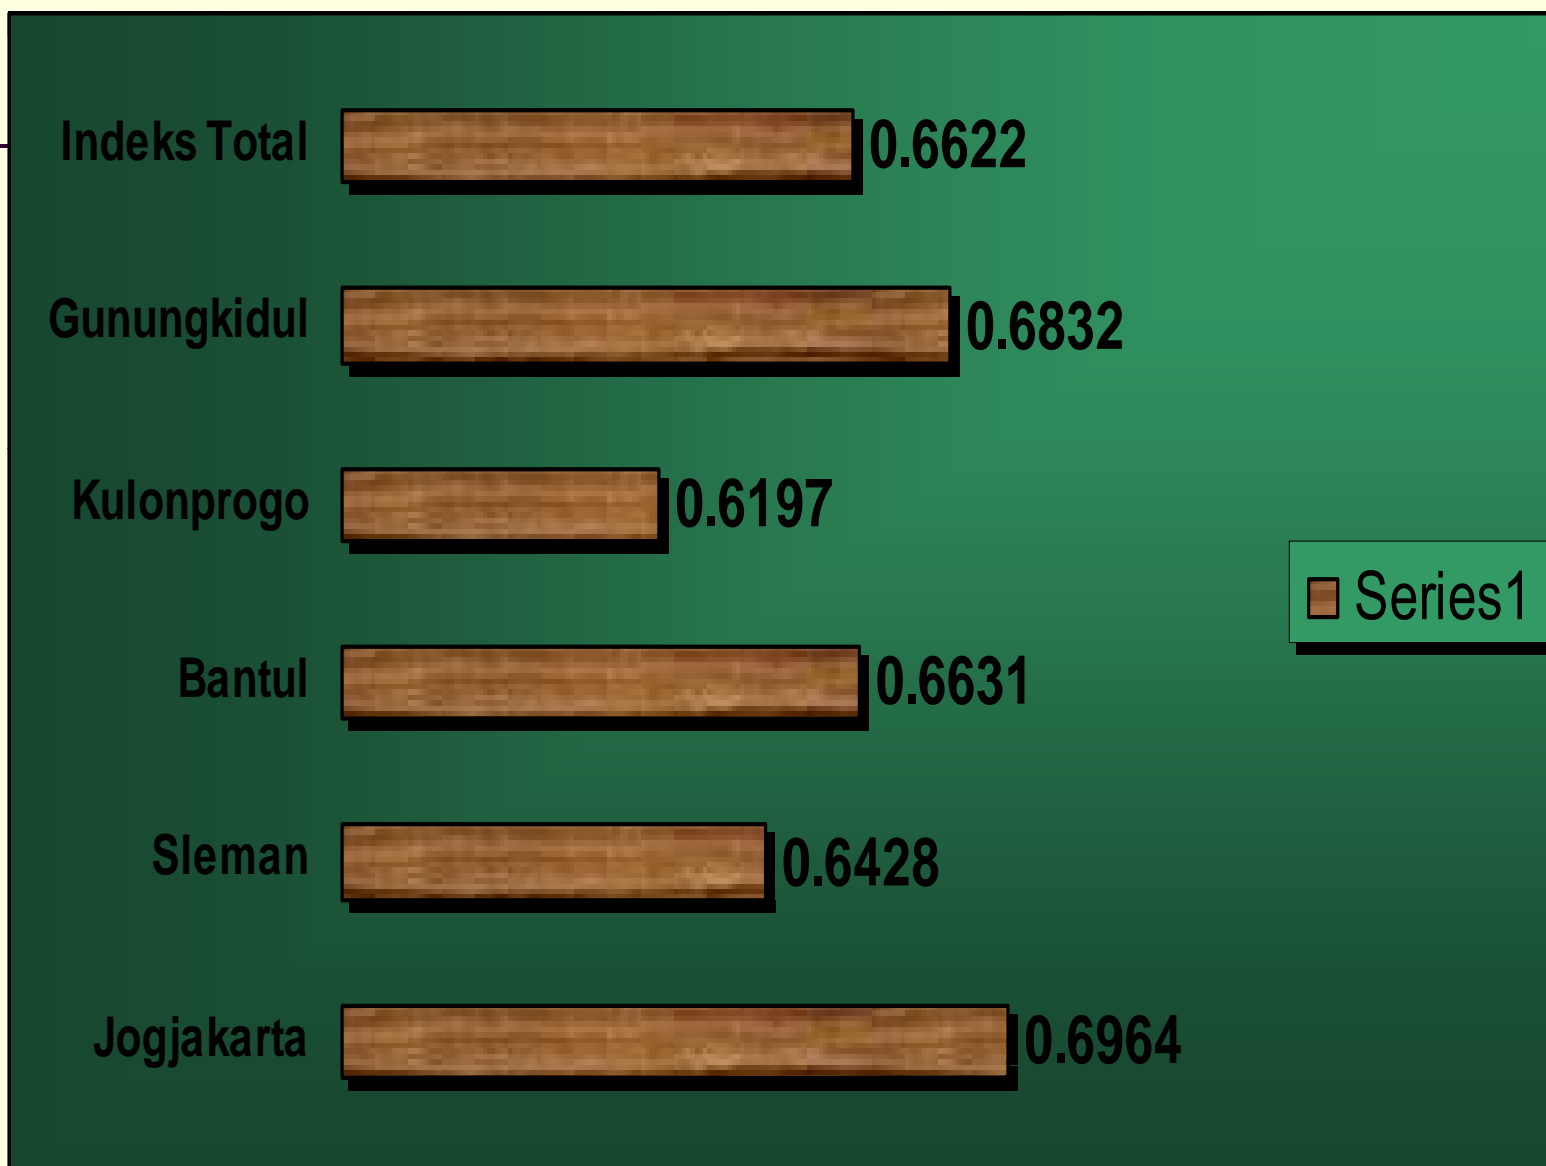 Indeks Total 0.6622
Gunungkidul 0.6832
Kulonprogo 0.6197
Series1
Bantul 0.6631
Sleman 0.6428
Jogjakarta 0.6964